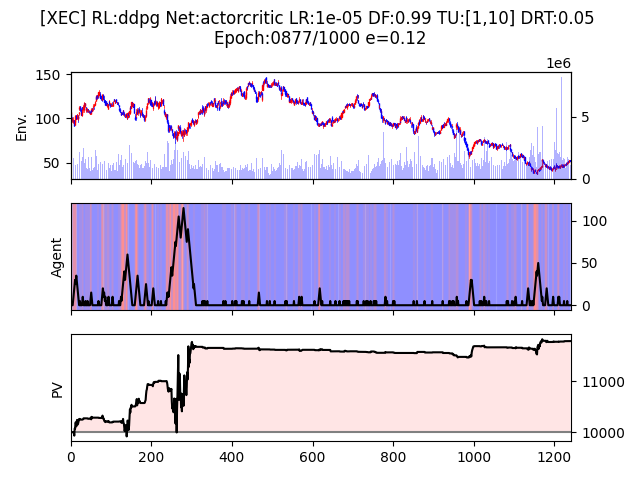 [XEC] RL:ddpg Net:actorcritic LR:1e-05 DF:0.99 TU:[1,10] DRT:0.05
Epoch:0877/1000 e=0.12
1e6
150
100
50
Env.
5
0
Agent
100
50
0
PV
11000
10000
0
200
400
600
800
1000
1200